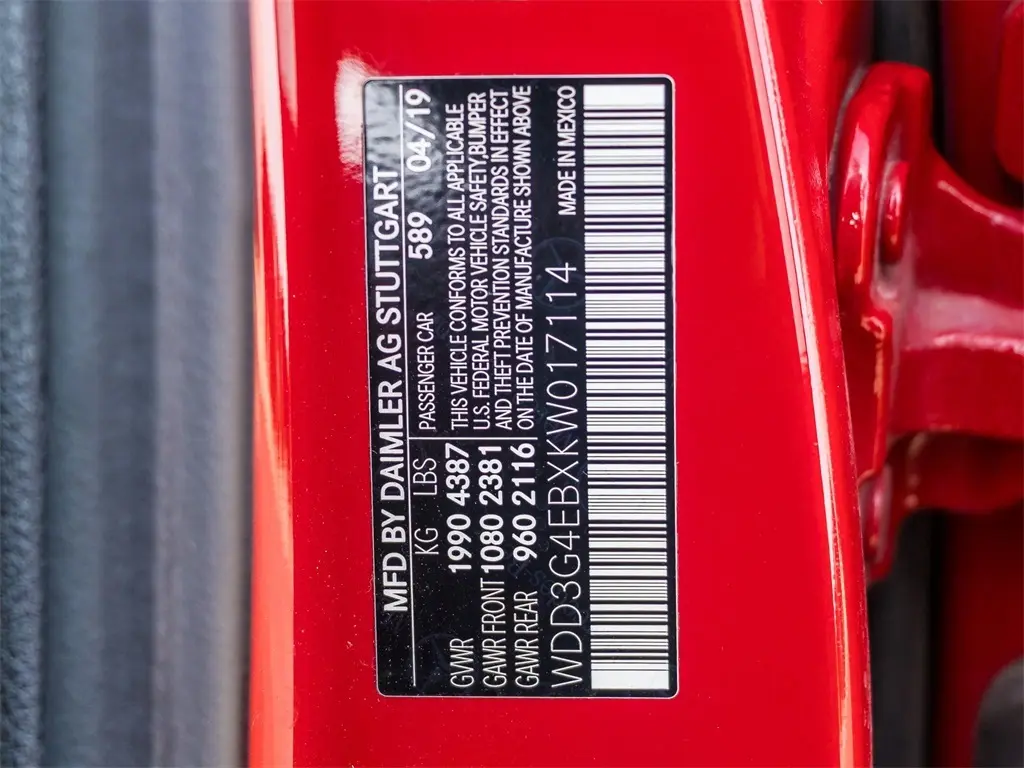 MFD BY DAIMLER AG STUTTGART
KG LBS PASSENGER CAR 589 04/19
GVWR 1990 4387 THIS VEHICLE CONFORMS TO ALL APPLICABLE
GAWR FRONT 1080 2381 U.S. FEDERAL MOTOR VEHICLE SAFETY,BUMPER
GAWR REAR 960 2116 AND THEFT PREVENTION STANDARDS IN EFFECT
ON THE DATE OF MANUFACTURE SHOWN ABOVE
WDD3G4EBXKW017114 MADE IN MEXICO